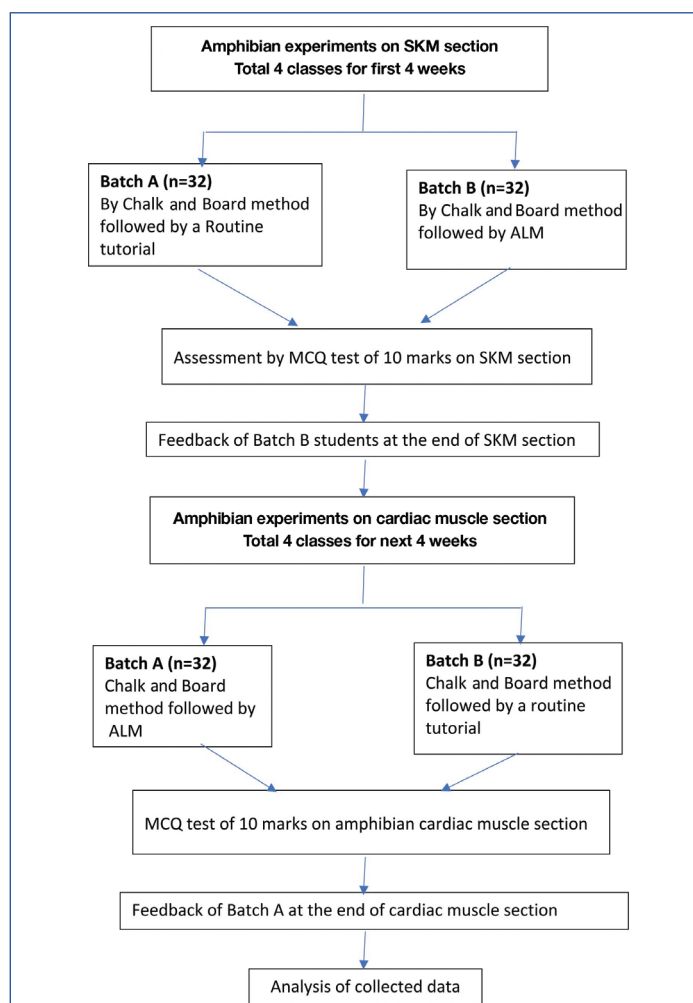 Amphibian experiments on SKM section
Total 4 classes for first 4 weeks
Batch A (n=32)
By Chalk and Board method
followed by a Routine
tutorial
Batch B (n=32)
By Chalk and Board method
followed by ALM
Assessment by MCQ test of 10 marks on SKM section
Feedback of Batch B students at the end of SKM section
Amphibian experiments on cardiac muscle section
Total 4 classes for next 4 weeks
Batch A (n=32)
Chalk and Board
method followed by
ALM
Batch B (n=32)
Chalk and Board method
followed by a routine
tutorial
MCQ test of 10 marks on amphibian cardiac muscle section
Feedback of Batch A at the end of cardiac muscle section
Analysis of collected data